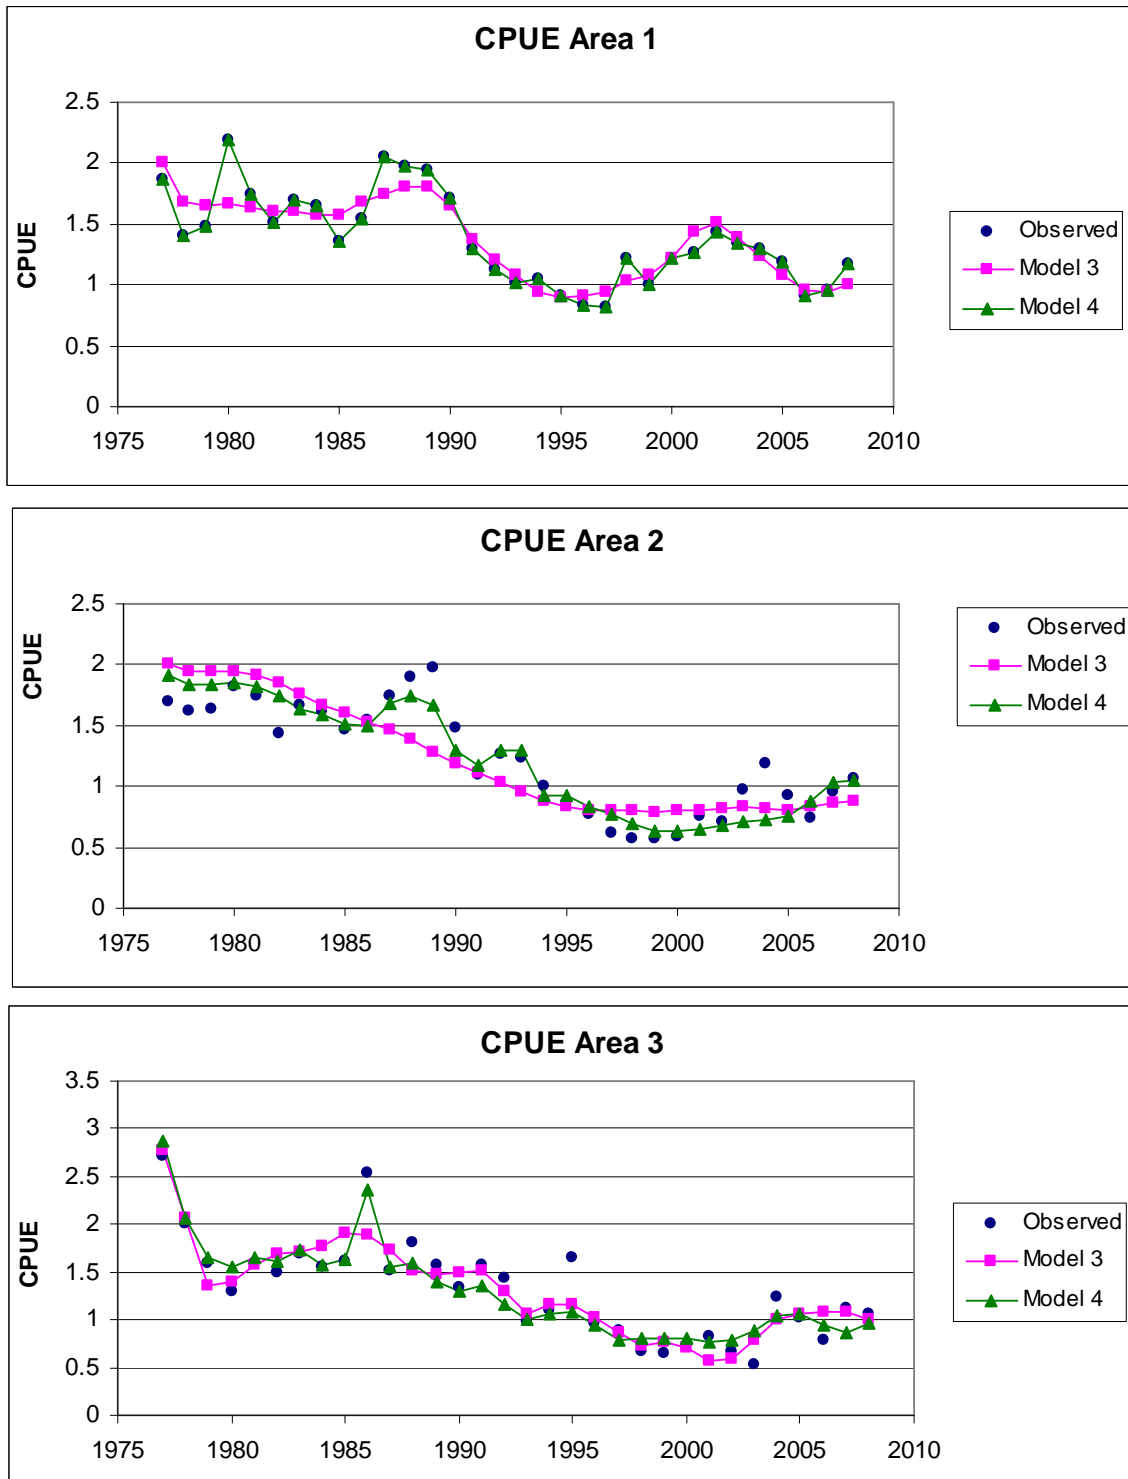 CPUE Area 1
CPUE
2.5
2
1.5
1
0.5
0
1975 1980 1985 1990 1995 2000 2005 2010
Observed
Model 3
Model 4
CPUE Area 2
CPUE
2.5
2
1.5
1
0.5
0
1975 1980 1985 1990 1995 2000 2005 2010
Observed
Model 3
Model 4
CPUE Area 3
CPUE
3.5
3
2.5
2
1.5
1
0.5
0
1975 1980 1985 1990 1995 2000 2005 2010
Observed
Model 3
Model 4